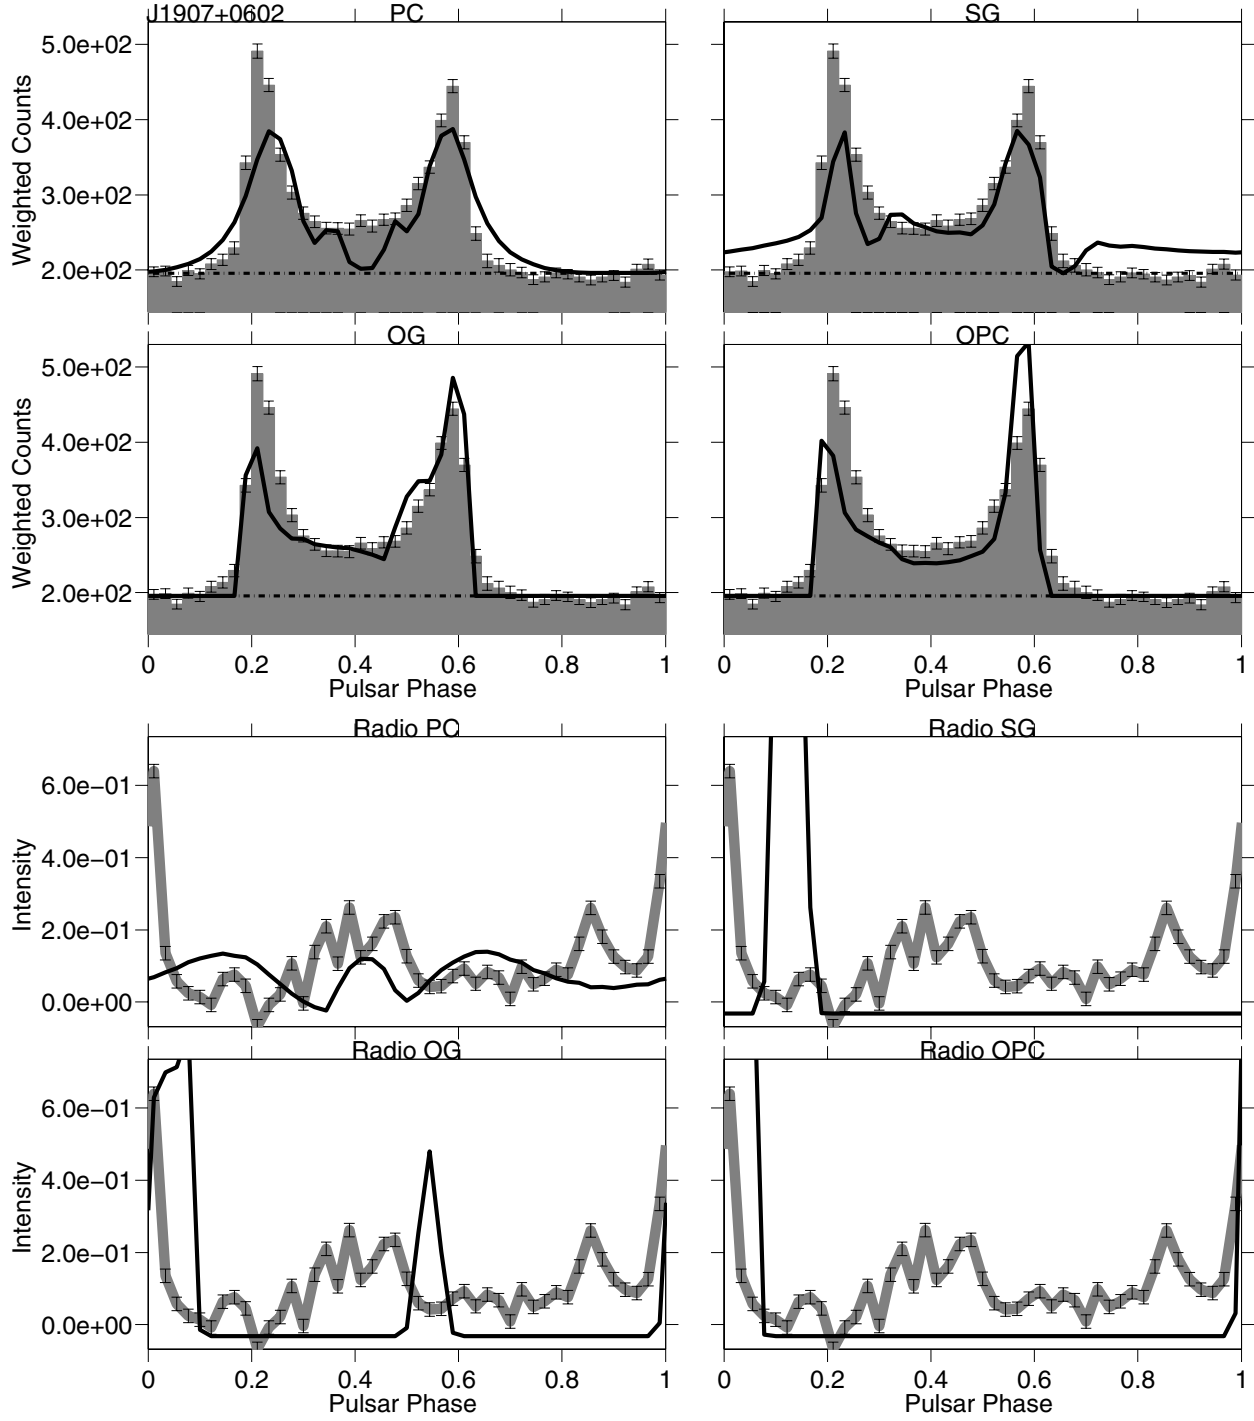 J1907+0602 PC SG
5.0e+02
4.0e+02
3.0e+02
2.0e+02
Weighted Counts
OG OPC
5.0e+02
4.0e+02
3.0e+02
2.0e+02
Weighted Counts
0 0.2 0.4 0.6 0.8 1 0 0.2 0.4 0.6 0.8 1
Pulsar Phase Pulsar Phase
Radio PC Radio SG
6.0e−01
4.0e−01
2.0e−01
0.0e+00
Intensity
Radio OG Radio OPC
6.0e−01
4.0e−01
2.0e−01
0.0e+00
Intensity
0 0.2 0.4 0.6 0.8 1 0 0.2 0.4 0.6 0.8 1
Pulsar Phase Pulsar Phase